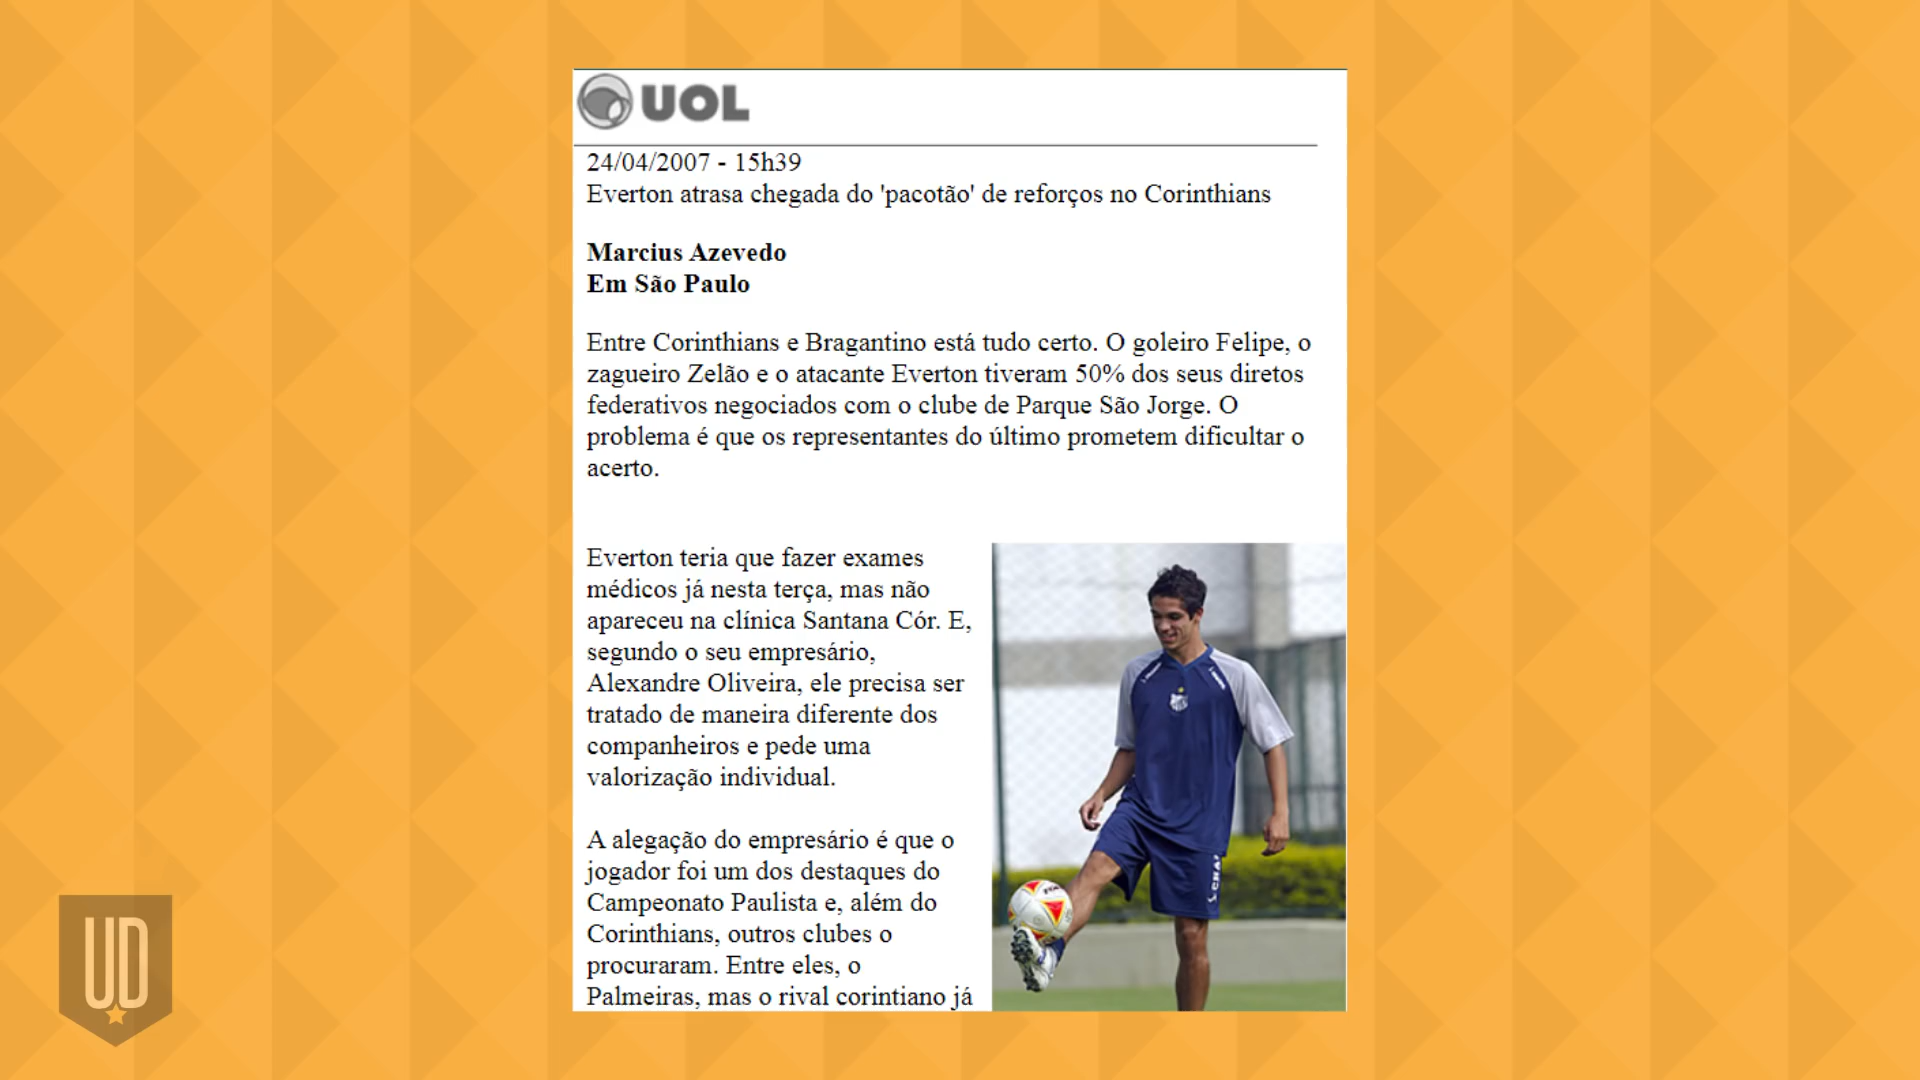 UOL
24/04/2007 - 15h39
Everton atrasa chegada do 'pacotão' de reforços no Corinthians
Marcius Azevedo
Em São Paulo
Entre Corinthians e Bragantino está tudo certo. O goleiro Felipe, o
zagueiro Zelão e o atacante Everton tiveram 50% dos seus diretos
federativos negociados com o clube de Parque São Jorge. O
problema é que os representantes do último prometem dificultar o
acerto.
Everton teria que fazer exames
médicos já nesta terça, mas não
apareceu na clínica Santana Cór. E,
segundo o seu empresário,
Alexandre Oliveira, ele precisa ser
tratado de maneira diferente dos
companheiros e pede uma
valorização individual.
A alegação do empresário é que o
jogador foi um dos destaques do
Campeonato Paulista e, além do
Corinthians, outros clubes o
procuraram. Entre eles, o
Palmeiras, mas o rival corintiano já
UD